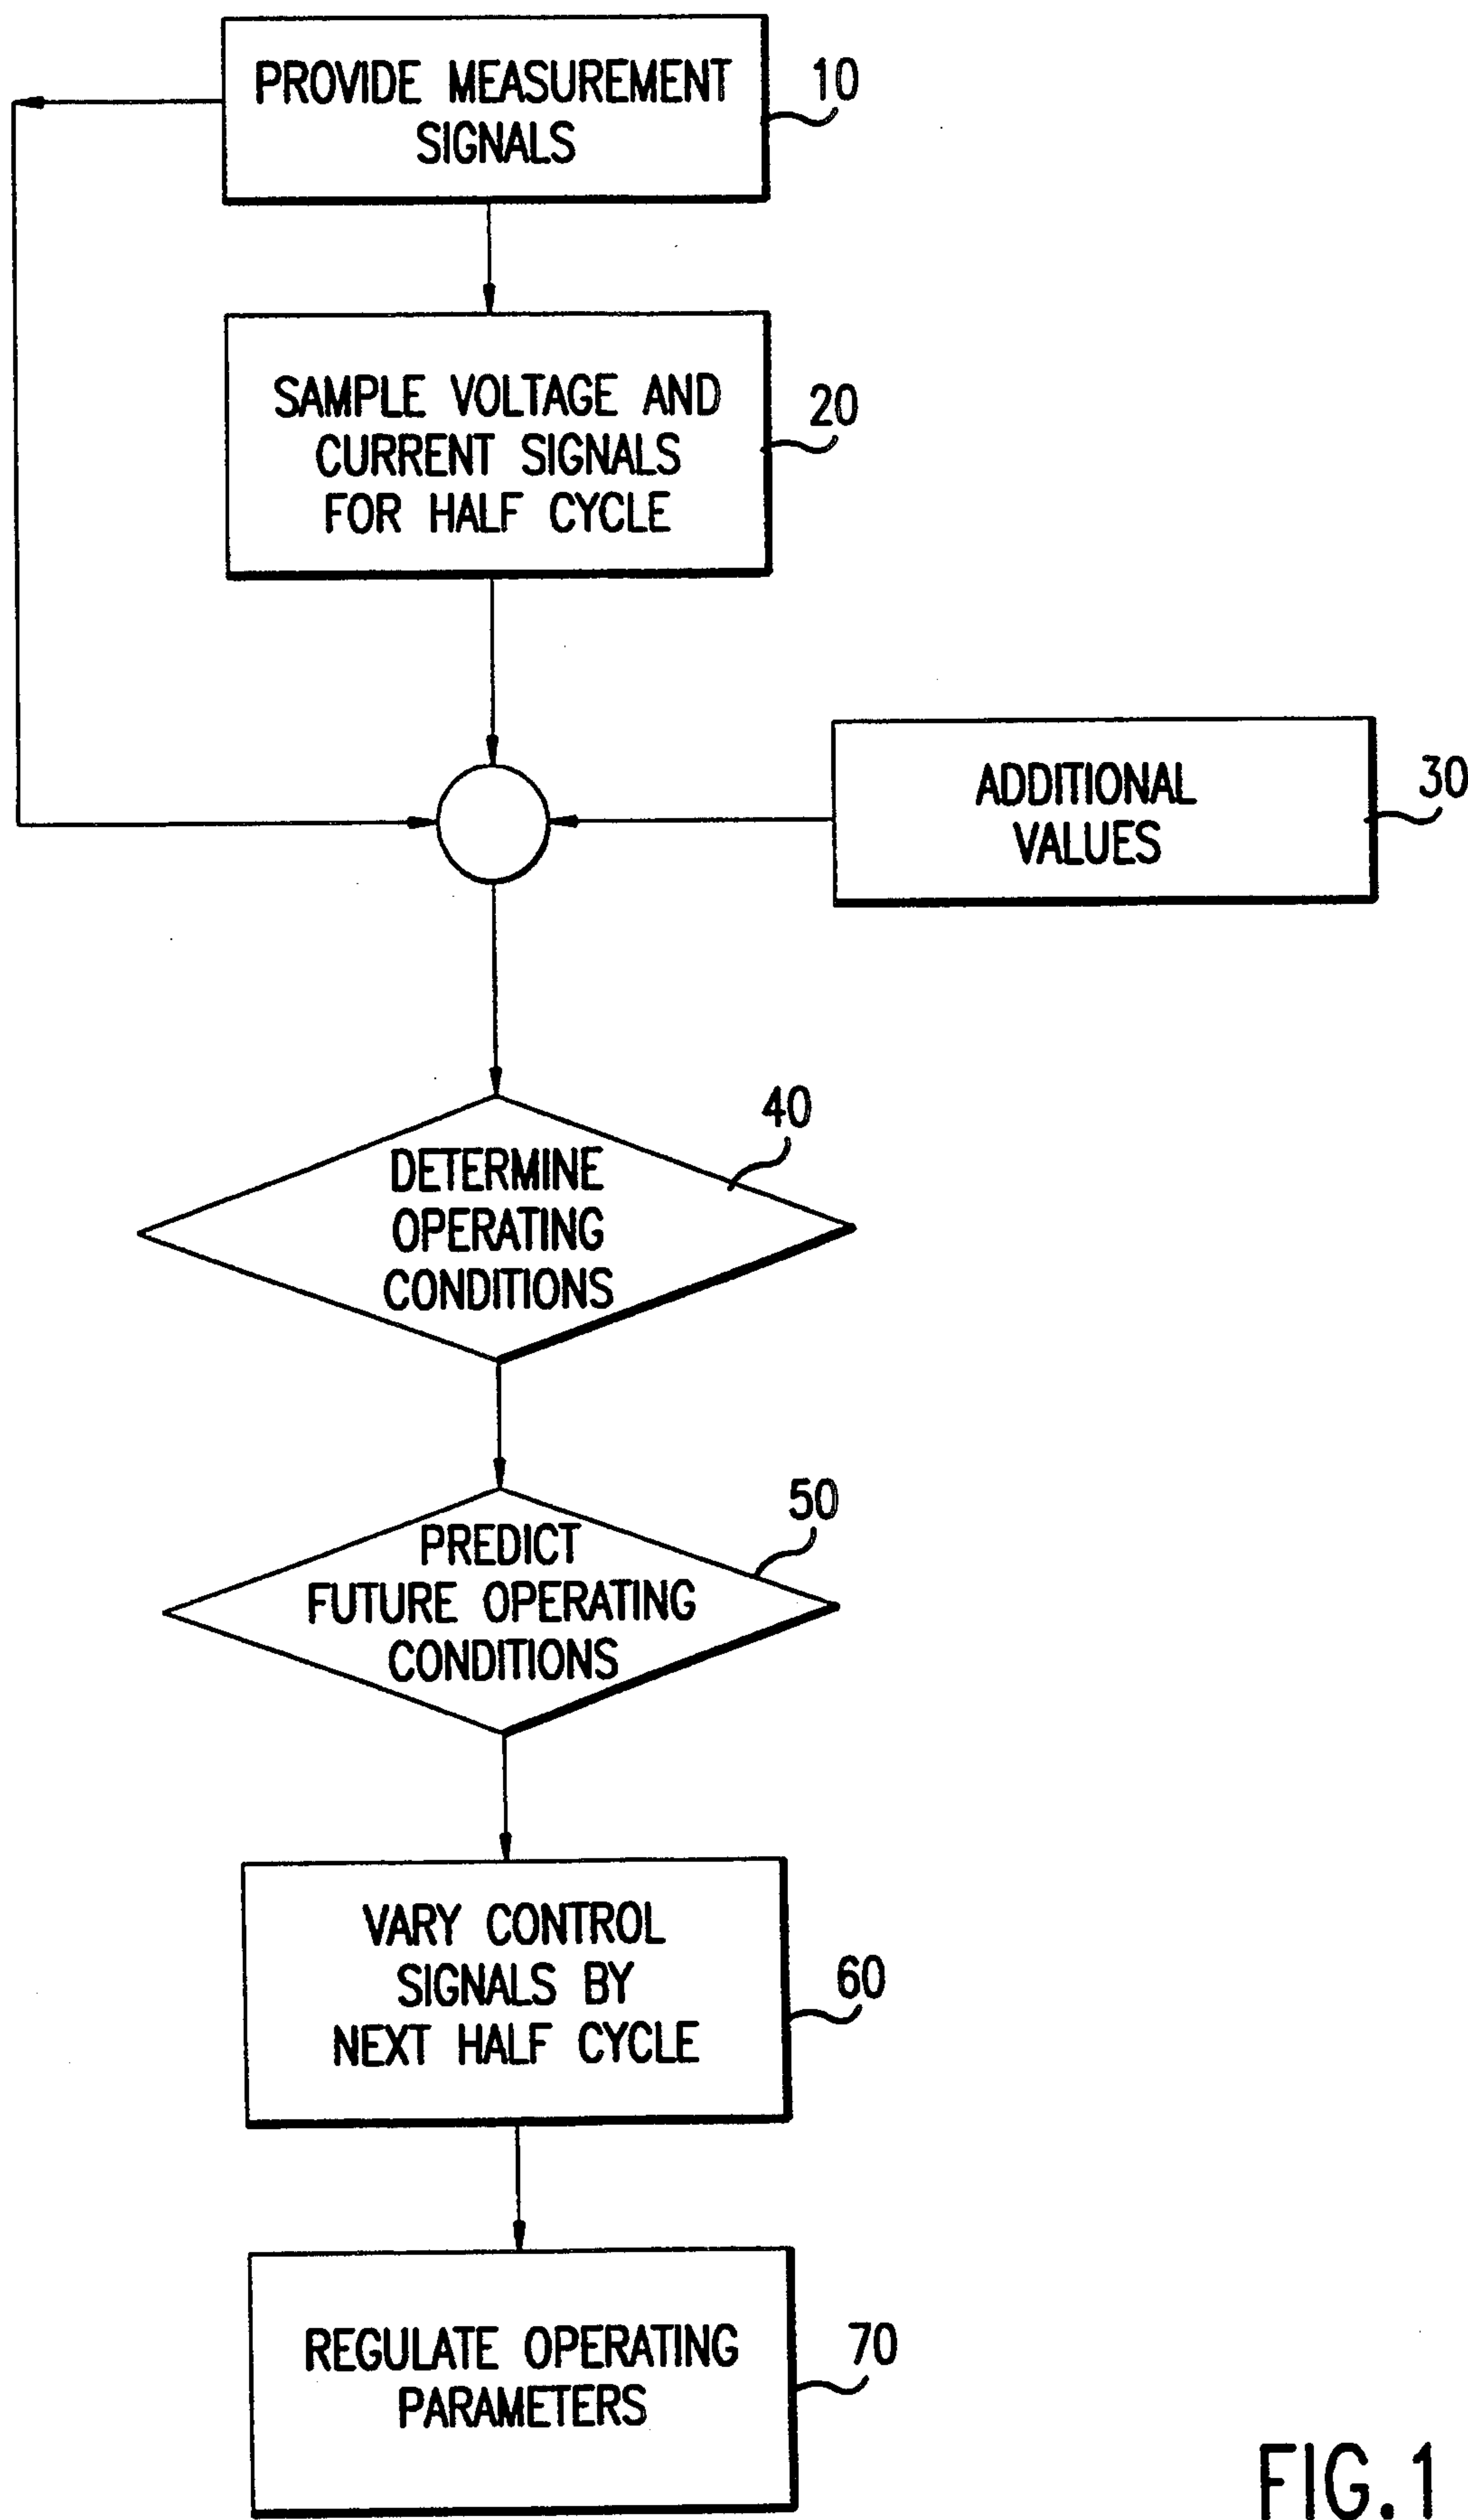 PROVIDE MEASUREMENT
SIGNALS
10
SAMPLE VOLTAGE AND
CURRENT SIGNALS
FOR HALF CYCLE
20
ADDITIONAL
VALUES
30
40
DETERMINE
OPERATING
CONDITIONS
50
PREDICT
FUTURE OPERATING
CONDITIONS
VARY CONTROL
SIGNALS BY
NEXT HALF CYCLE
60
REGULATE OPERATING
PARAMETERS
70
FIG.1